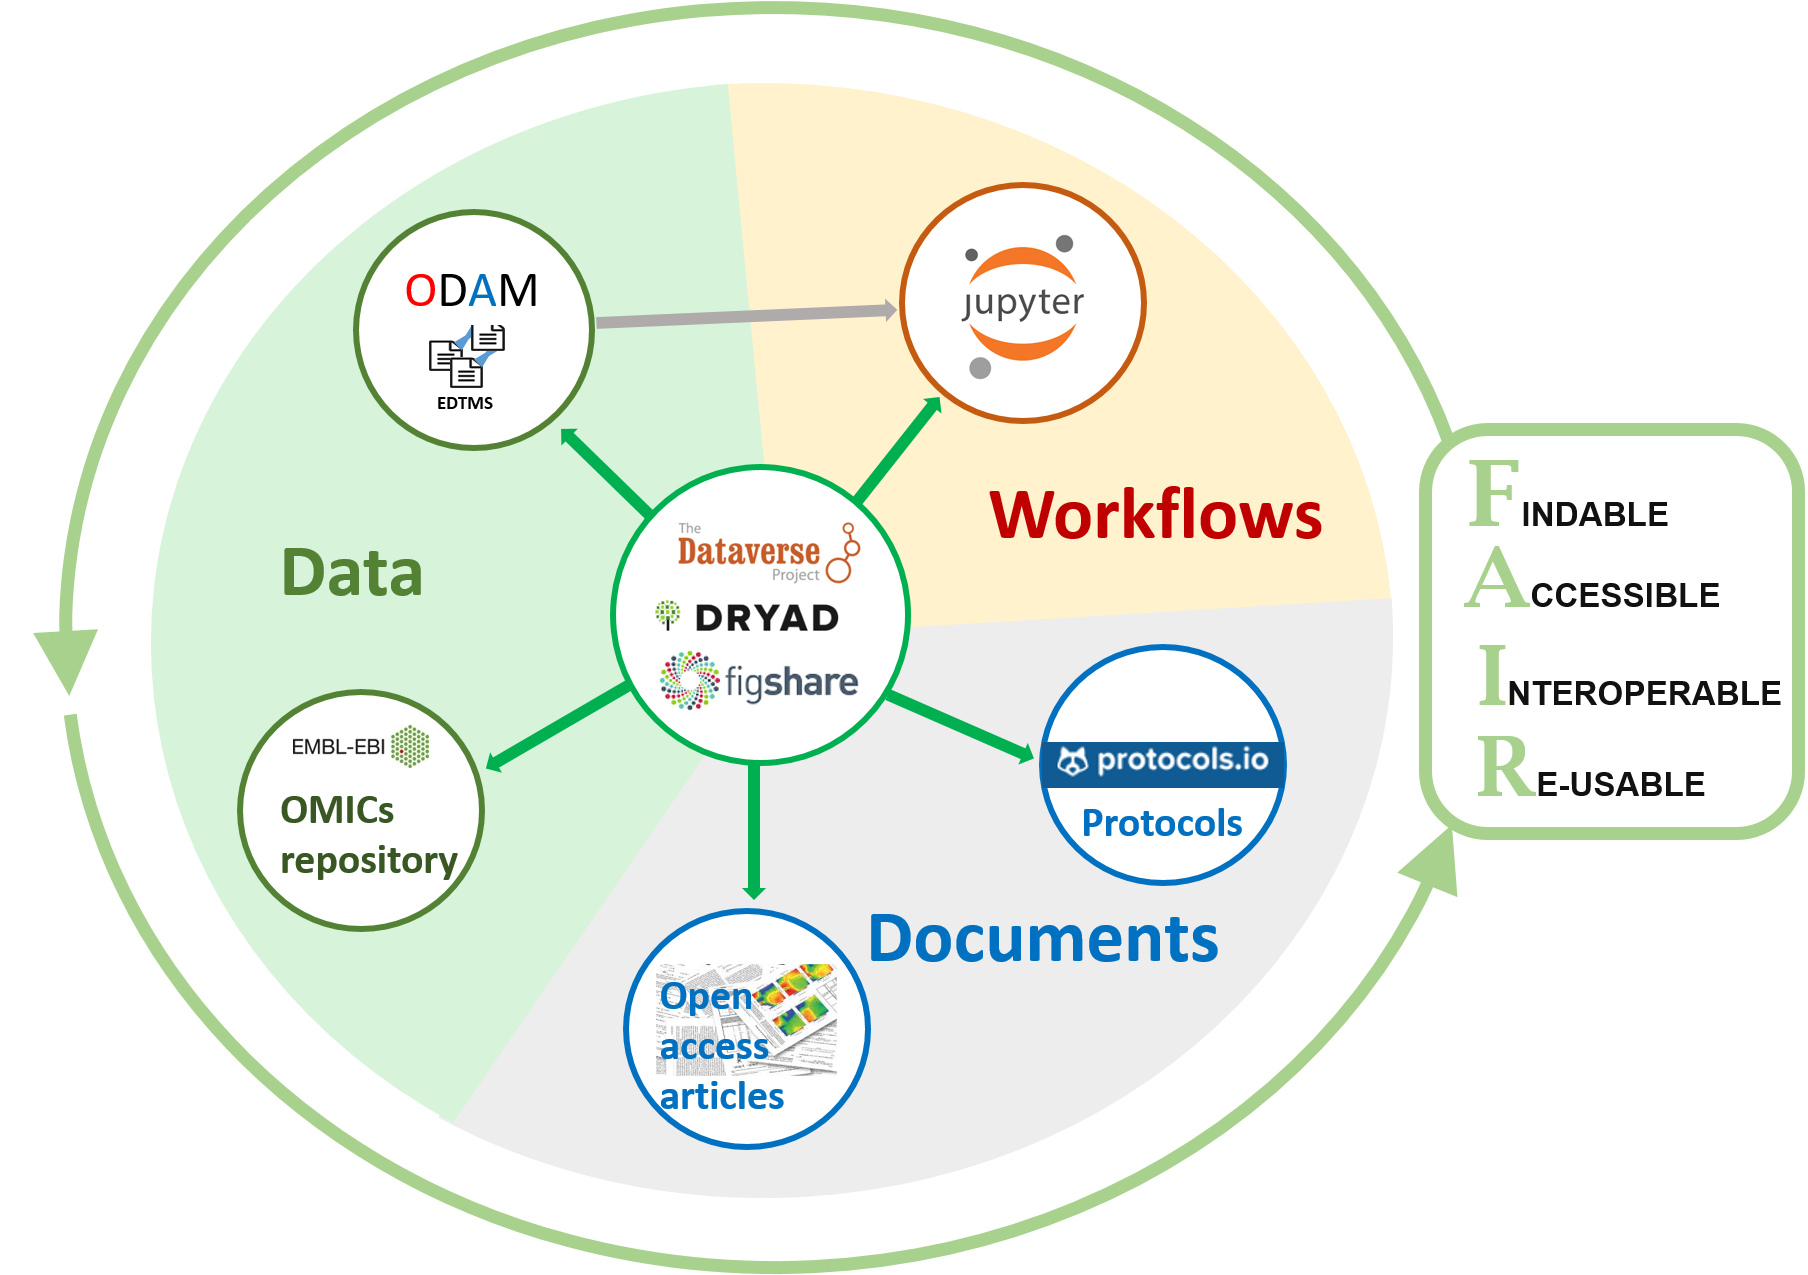 ODAM
EDTMS
jupyter
Workflows
Data
The
Dataverse
Project
DRYAD
figshare
EMBL-EBI
OMICs
repository
protocols.io
Protocols
Documents
Open
access
articles
FINDABLE
ACCESSIBLE
INTEROPERABLE
RE-USABLE